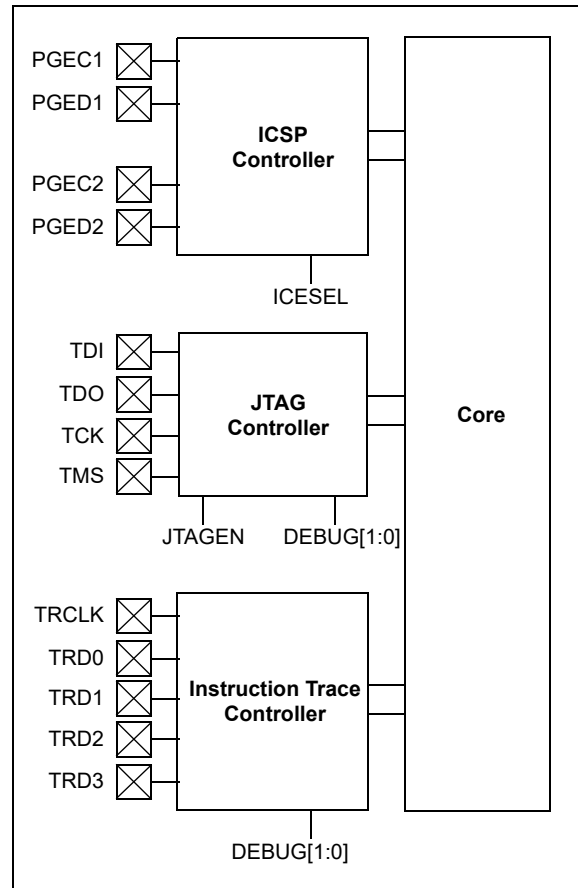 PGEC1
PGED1
PGEC2
PGED2
ICSP
Controller
ICESEL
TDI
TDO
TCK
TMS
JTAG
Controller
JTAGEN
DEBUG[1:0]
Core
TRCLK
TRD0
TRD1
TRD2
TRD3
Instruction Trace
Controller
DEBUG[1:0]